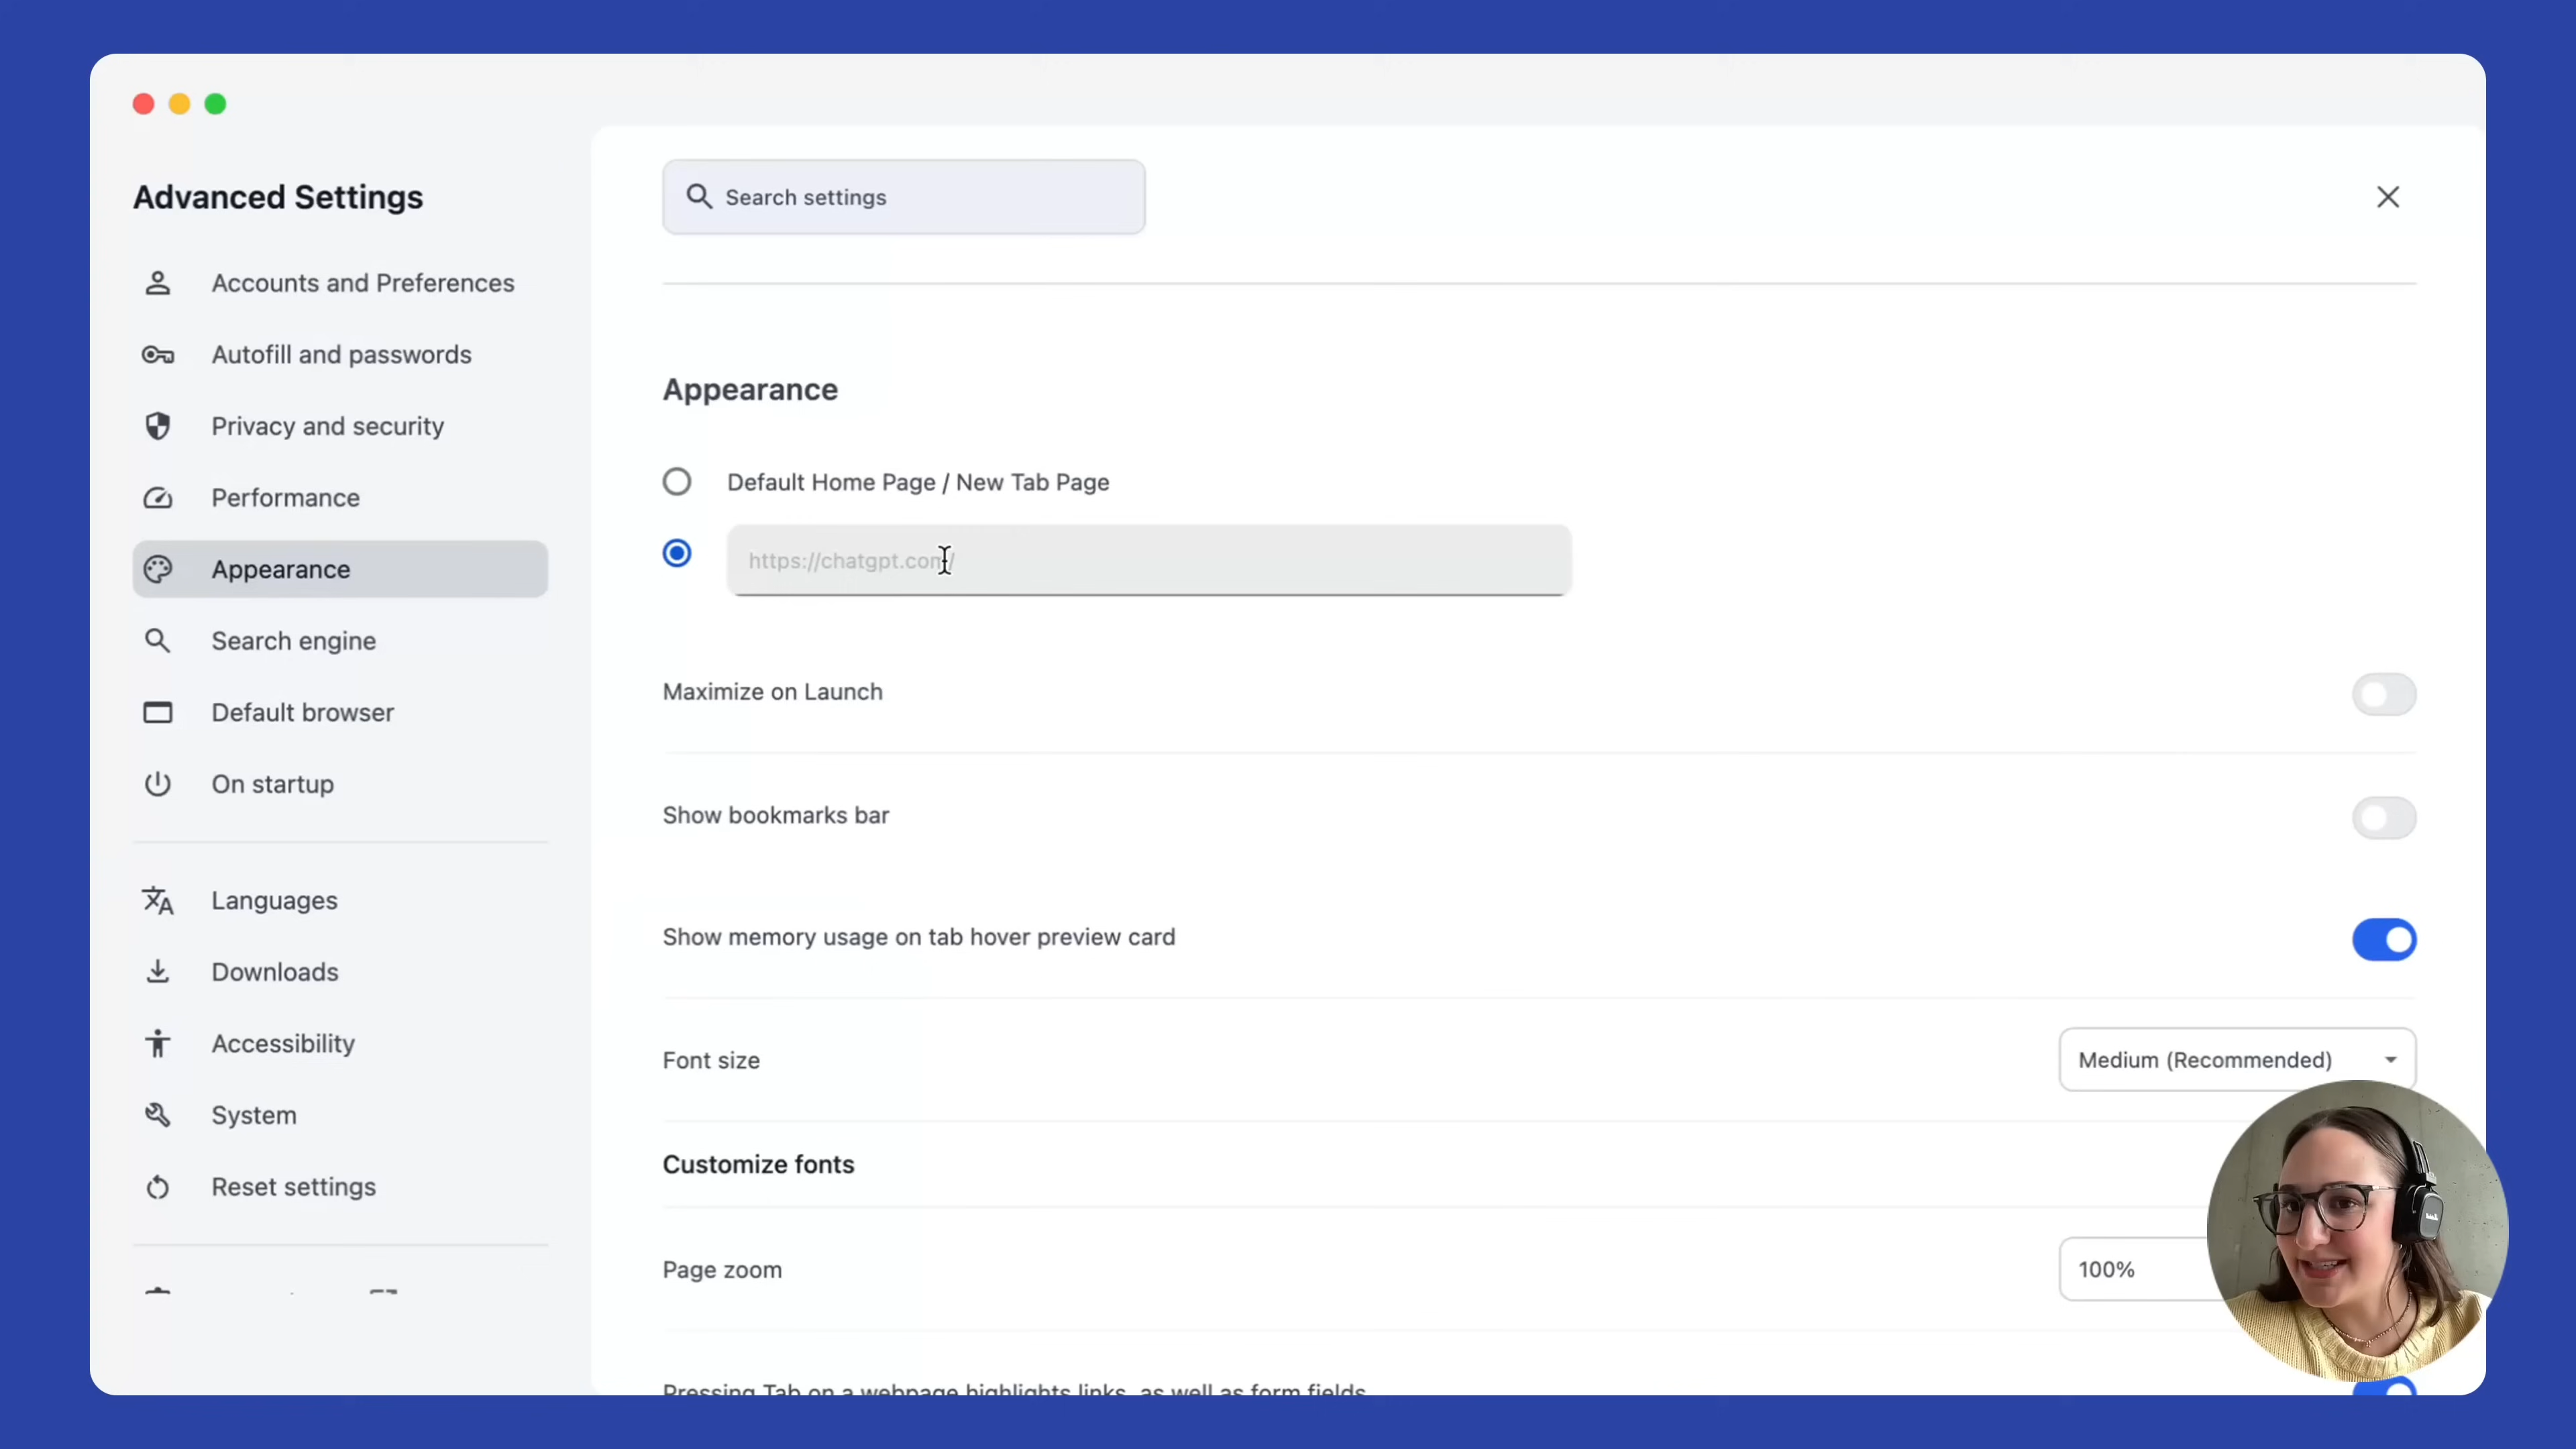 Advanced Settings
Accounts and Preferences
Autofill and passwords
Privacy and security
Performance
Appearance
Search engine
Default browser
On startup
Languages
Downloads
Accessibility
System
Reset settings
Search settings
Appearance
Default Home Page / New Tab Page
https://chatgpt.com/
Maximize on Launch
Show bookmarks bar
Show memory usage on tab hover preview card
Font size
Medium (Recommended)
Customize fonts
Page zoom
100%
Pressing Tab on a webpage highlights links, as well as form fields